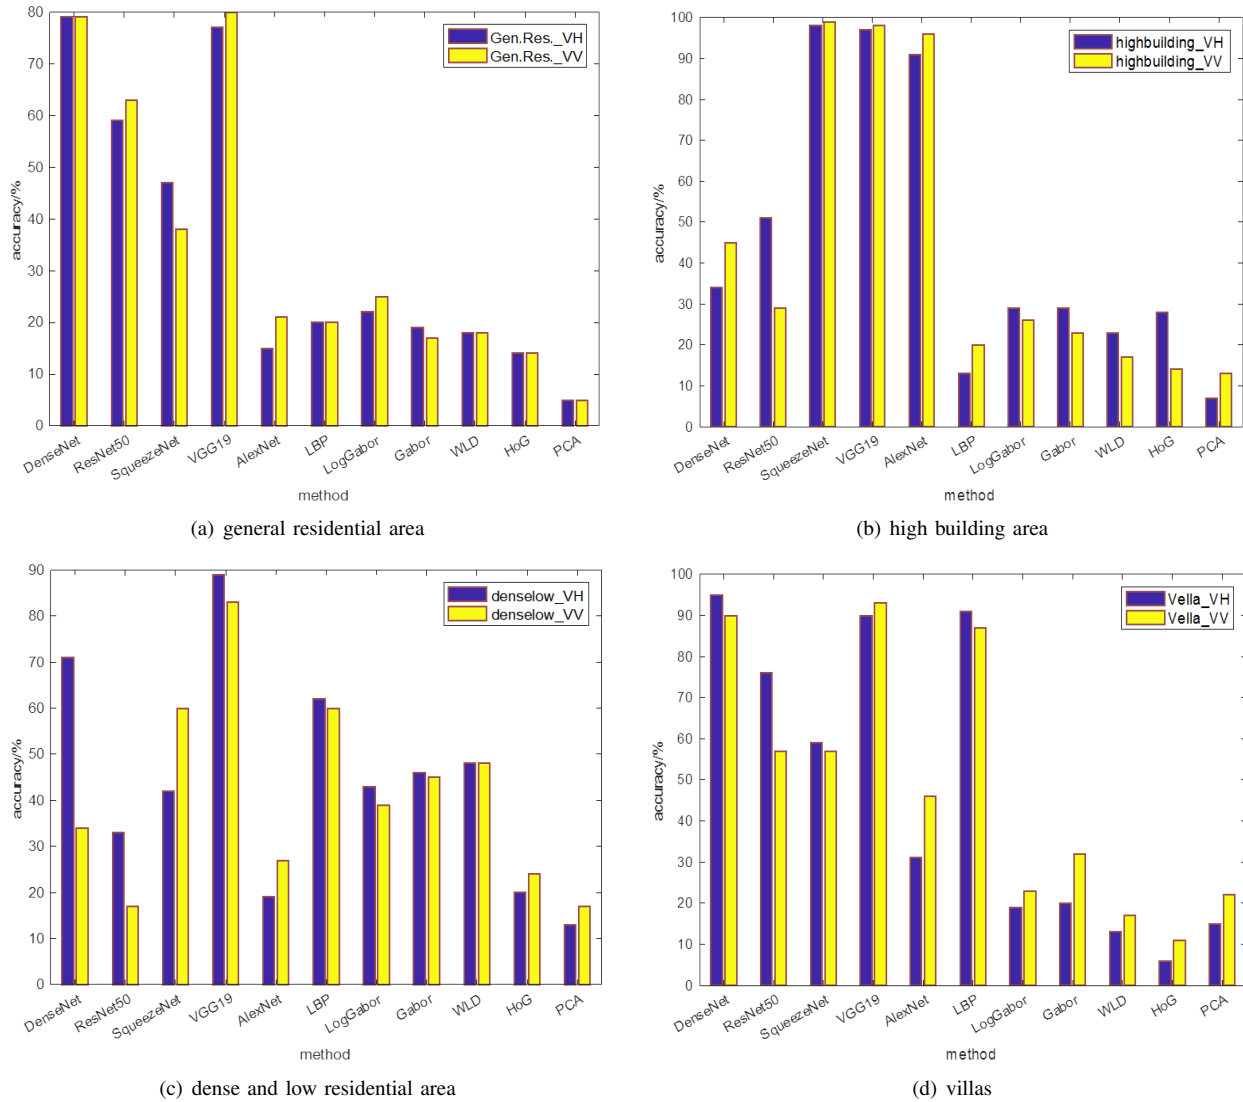 80
70
60
50
40
30
20
10
0
accuracy/%
Gen.Res._VH
Gen.Res._VV
DenseNet
ResNet50
SqueezeNet
VGG19
AlexNet
LBP
LogGabor
Gabor
WLD
HoG
PCA
method
(a) general residential area
100
90
80
70
60
50
40
30
20
10
0
accuracy/%
highbuilding_VH
highbuilding_VV
DenseNet
ResNet50
SqueezeNet
VGG19
AlexNet
LBP
LogGabor
Gabor
WLD
HoG
PCA
method
(b) high building area
90
80
70
60
50
40
30
20
10
0
accuracy/%
denselow_VH
denselow_VV
DenseNet
ResNet50
SqueezeNet
VGG19
AlexNet
LBP
LogGabor
Gabor
WLD
HoG
PCA
method
(c) dense and low residential area
100
90
80
70
60
50
40
30
20
10
0
accuracy/%
Vella_VH
Vella_VV
DenseNet
ResNet50
SqueezeNet
VGG19
AlexNet
LBP
LogGabor
Gabor
WLD
HoG
PCA
method
(d) villas